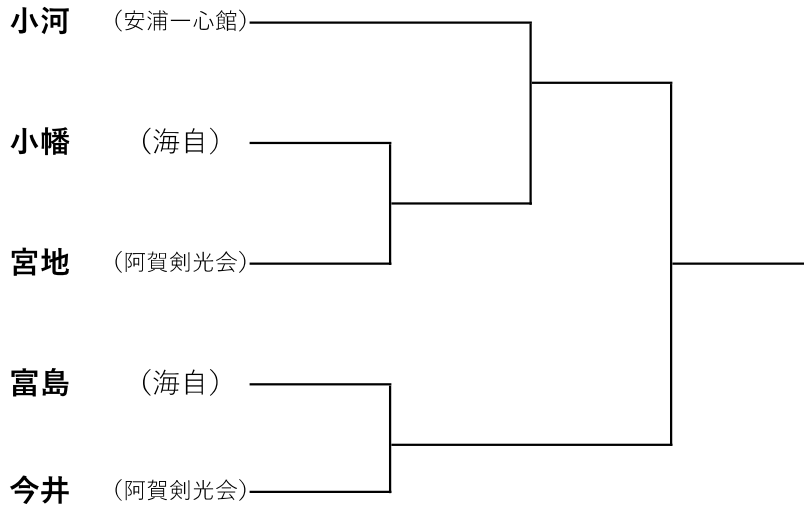 小河 （安浦一心館）
小幡 （海自）
宮地 （阿賀剣光会）
富島 （海自）
今井 （阿賀剣光会）